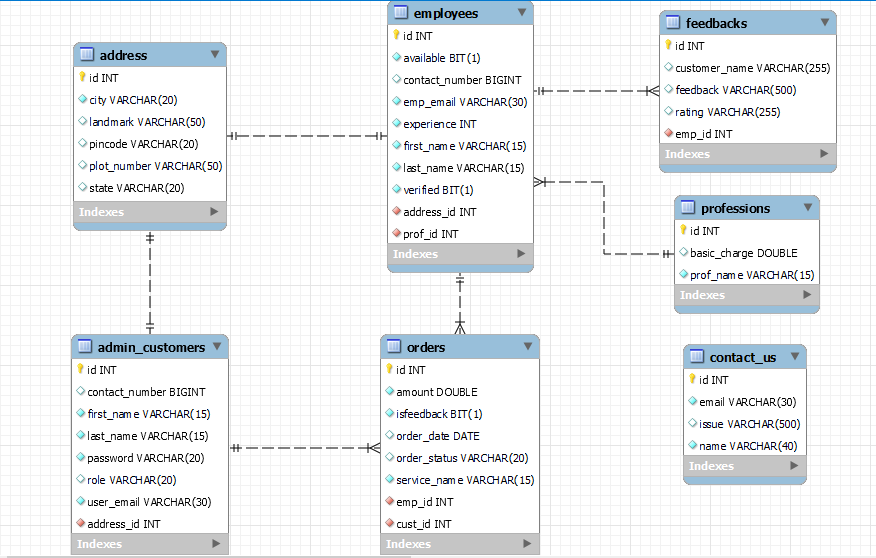 address
id INT
city VARCHAR(20)
landmark VARCHAR(50)
pincode VARCHAR(20)
plot_number VARCHAR(50)
state VARCHAR(20)
Indexes
employees
id INT
available BIT(1)
contact_number BIGINT
emp_email VARCHAR(30)
experience INT
first_name VARCHAR(15)
last_name VARCHAR(15)
verified BIT(1)
address_id INT
prof_id INT
Indexes
feedbacks
id INT
customer_name VARCHAR(255)
feedback VARCHAR(500)
rating VARCHAR(255)
emp_id INT
Indexes
professions
id INT
basic_charge DOUBLE
prof_name VARCHAR(15)
Indexes
admin_customers
id INT
contact_number BIGINT
first_name VARCHAR(15)
last_name VARCHAR(15)
password VARCHAR(20)
role VARCHAR(20)
user_email VARCHAR(30)
address_id INT
Indexes
orders
id INT
amount DOUBLE
isfeedback BIT(1)
order_date DATE
order_status VARCHAR(20)
service_name VARCHAR(15)
emp_id INT
cust_id INT
Indexes
contact_us
id INT
email VARCHAR(30)
issue VARCHAR(500)
name VARCHAR(40)
Indexes